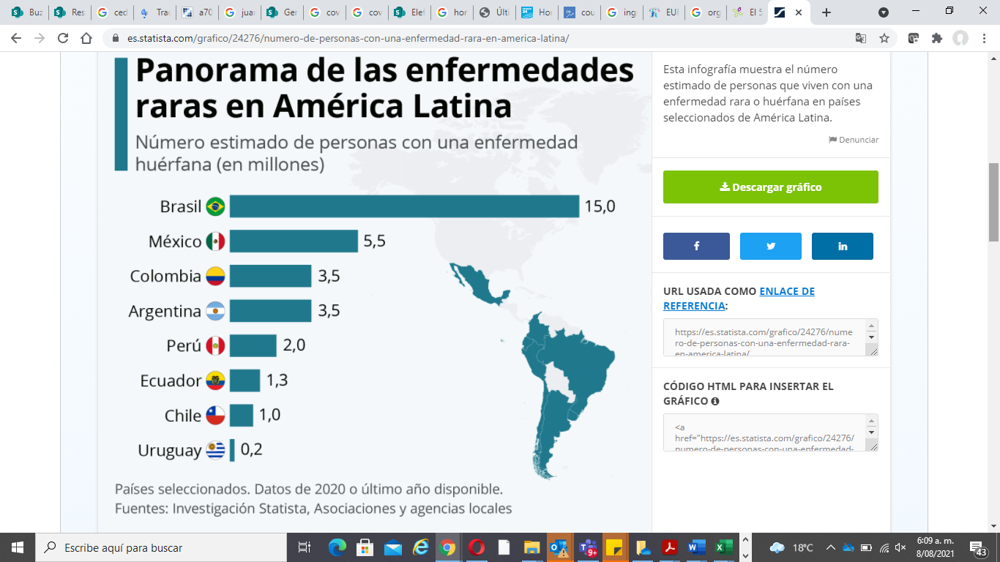 Buz
Res
ced
Trac
a70
juar
Ger
cov
cov
Elef
hor
Últi
Hor
cou
ingr
EUR
org
El 5
es.statista.com/grafico/24276/numero-de-personas-con-una-enfermedad-rara-en-america-latina/
Panorama de las enfermedades
raras en América Latina
Número estimado de personas con una enfermedad
huérfana (en millones)
Brasil 15,0
México 5,5
Colombia 3,5
Argentina 3,5
Perú 2,0
Ecuador 1,3
Chile 1,0
Uruguay 0,2
Países seleccionados. Datos de 2020 o último año disponible.
Fuentes: Investigación Statista, Asociaciones y agencias locales
Esta infografía muestra el número
estimado de personas que viven con una
enfermedad rara o huérfana en países
seleccionados de América Latina.
Denunciar
Descargar gráfico
URL USADA COMO ENLACE DE
REFERENCIA:
https://es.statista.com/grafico/24276/nume
ro-de-personas-con-una-enfermedad-rara-
en-america-latina/
CÓDIGO HTML PARA INSERTAR EL
GRÁFICO
<a
href="https://es.statista.com/grafico/24276/
numero-de-personas-con-una-enfermedad-
Escribe aquí para buscar
9+
18°C
6:09 a. m.
8/08/2021
43